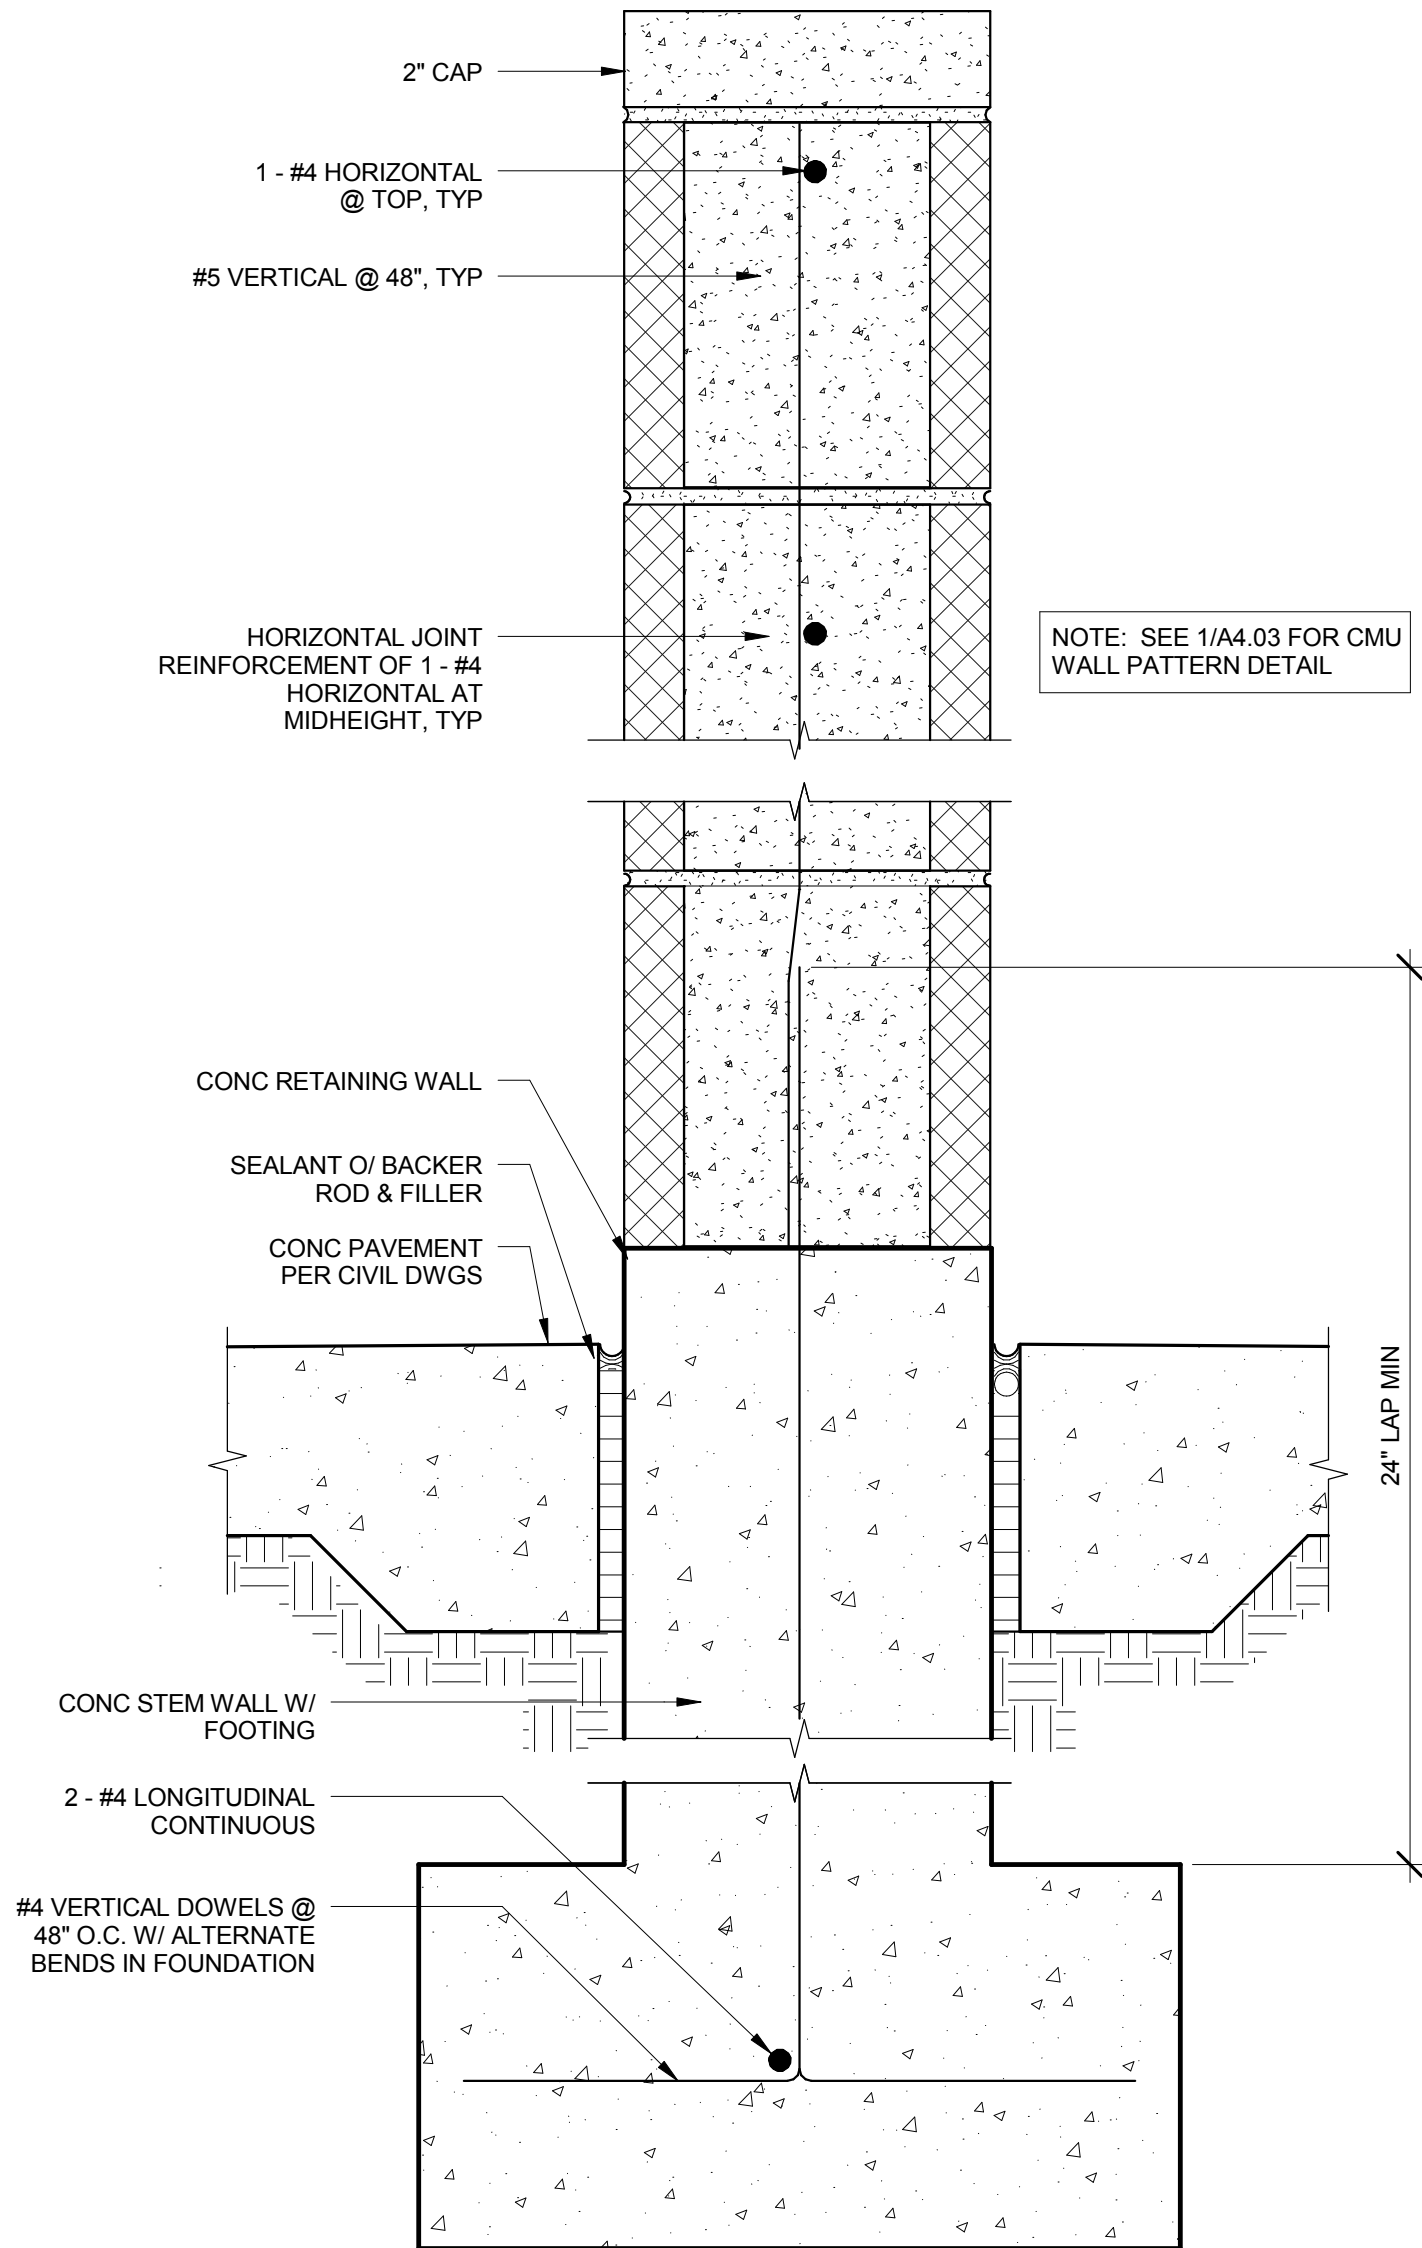 2" CAP
1 - #4 HORIZONTAL
@ TOP, TYP
#5 VERTICAL @ 48", TYP
HORIZONTAL JOINT
REINFORCEMENT OF 1 - #4
HORIZONTAL AT
MIDHEIGHT, TYP
NOTE:  SEE 1/A4.03 FOR CMU
WALL PATTERN DETAIL
CONC RETAINING WALL
SEALANT O/ BACKER
ROD & FILLER
CONC PAVEMENT
PER CIVIL DWGS
24" LAP MIN
CONC STEM WALL W/
FOOTING
2 - #4 LONGITUDINAL
CONTINUOUS
#4 VERTICAL DOWELS @
48" O.C. W/ ALTERNATE
BENDS IN FOUNDATION